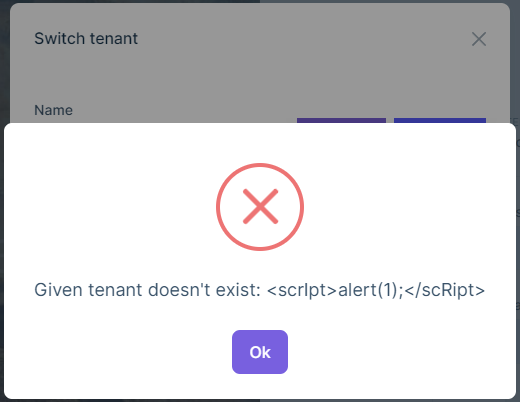 Switch tenant
Name
Given tenant doesn't exist: <scrIpt>alert(1);</scRipt>
Ok